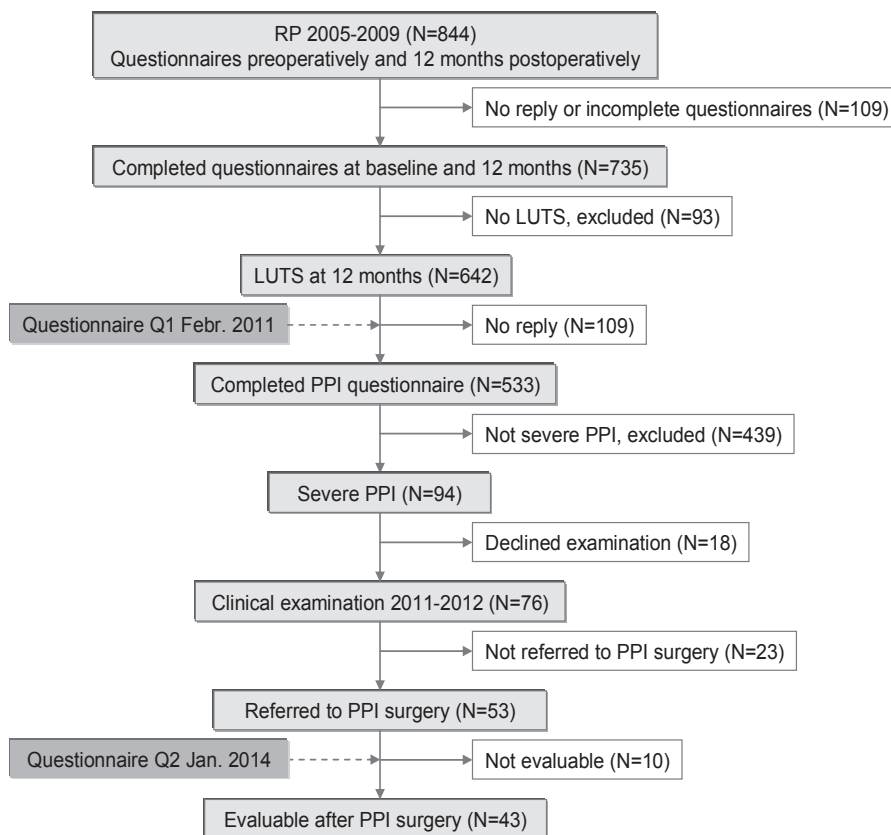 RP 2005-2009 (N=844)
Questionnaires preoperatively and 12 months postoperatively
No reply or incomplete questionnaires (N=109)
Completed questionnaires at baseline and 12 months (N=735)
No LUTS, excluded (N=93)
LUTS at 12 months (N=642)
Questionnaire Q1 Febr. 2011
No reply (N=109)
Completed PPI questionnaire (N=533)
Not severe PPI, excluded (N=439)
Severe PPI (N=94)
Declined examination (N=18)
Clinical examination 2011-2012 (N=76)
Not referred to PPI surgery (N=23)
Referred to PPI surgery (N=53)
Questionnaire Q2 Jan. 2014
Not evaluable (N=10)
Evaluable after PPI surgery (N=43)